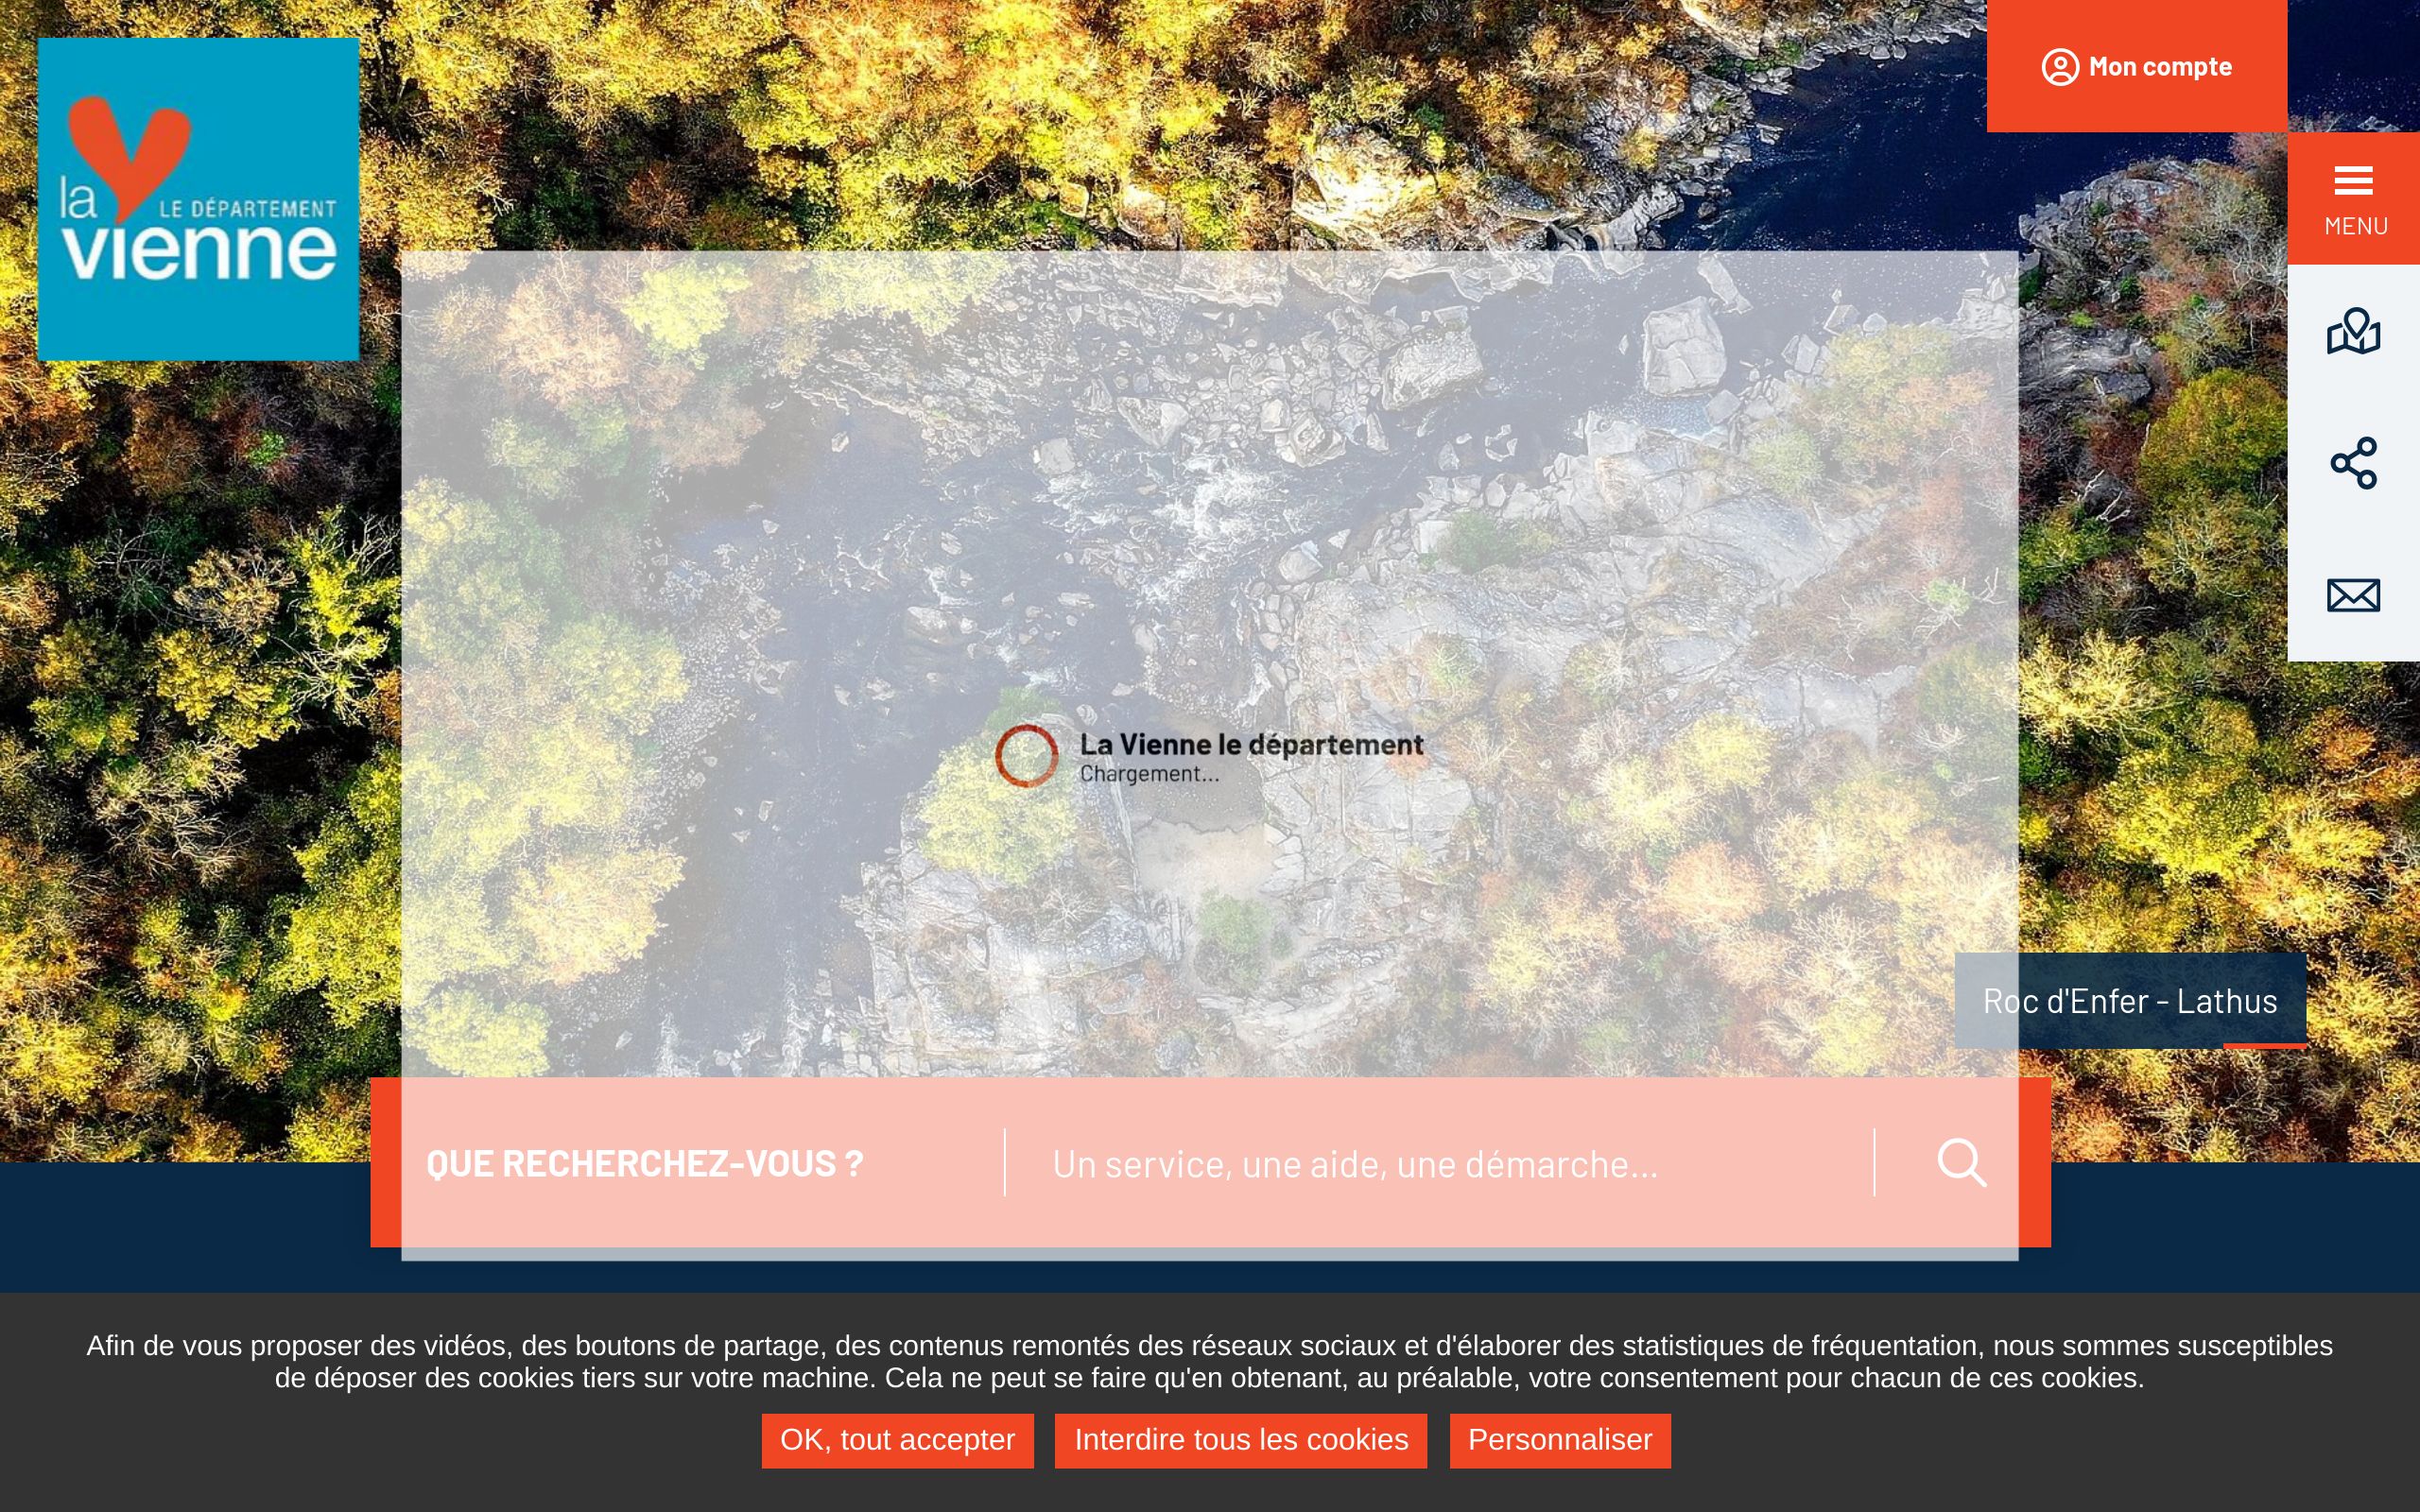 Mon compte
la
LE DÉPARTEMENT
vienne
MENU
La Vienne le département
Chargement...
Roc d'Enfer - Lathus
QUE RECHERCHEZ-VOUS ?
Un service, une aide, une démarche...
Afin de vous proposer des vidéos, des boutons de partage, des contenus remontés des réseaux sociaux et d'élaborer des statistiques de fréquentation, nous sommes susceptibles
de déposer des cookies tiers sur votre machine. Cela ne peut se faire qu'en obtenant, au préalable, votre consentement pour chacun de ces cookies.
OK, tout accepter
Interdire tous les cookies
Personnaliser